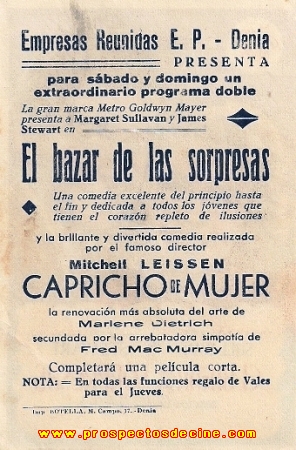 Empresas Reunidas E. P. - Denia
PRESENTA
para sábado y domingo un
extraordinario programa doble
La gran marca Metro Goldwyn Mayer
presenta a Margaret Sullavan y James
Stewart en
El bazar de las sorpresas
Una comedia excelente del principio hasta
el fin y dedicada a todos los jóvenes que
tienen el corazón repleto de ilusiones
y la brillante y divertida comedia realizada
por el famoso director
Mitchell LEISSEN
CAPRICHO DE MUJER
la renovación más absoluta del arte de
Marlene Dietrich
secundada por la arrebatadora simpatía de
Fred Mac Murray
Completará una película corta.
NOTA: = En todas las funciones regalo de Vales
para el Jueves.
Imp. BOTELLA, M. Campo, 17.-Denia
www.prospectosdecine.com